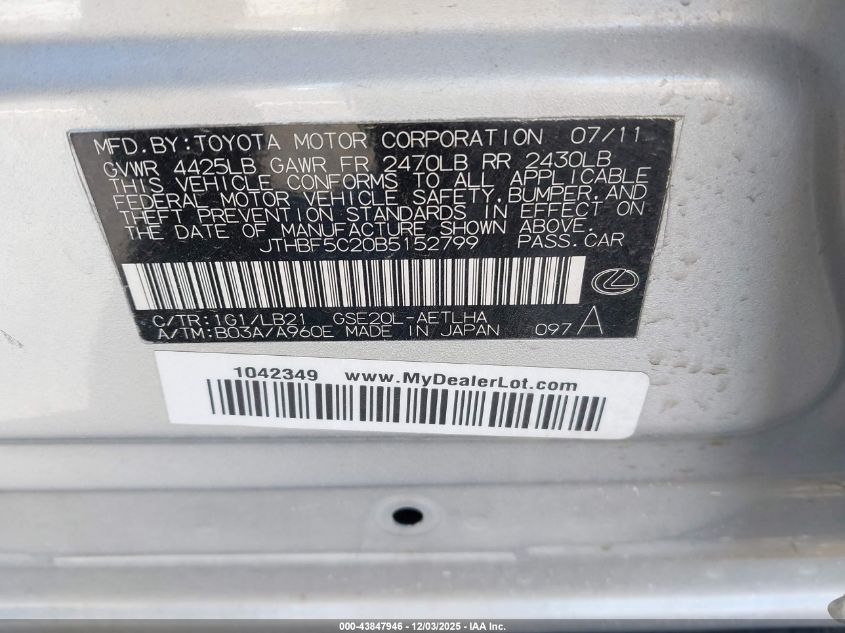 MFD.BY:TOYOTA MOTOR CORPORATION 07/11
GVWR 4425LB GAWR FR 2470LB RR 2430LB
THIS VEHICLE CONFORMS TO ALL APPLICABLE
FEDERAL MOTOR VEHICLE SAFETY,BUMPER,AND
THEFT PREVENTION STANDARDS IN EFFECT ON
THE DATE OF MANUFACTURE SHOWN ABOVE.
JTHBF5C20B5152799 PASS.CAR
C/TR:1G1/LB21 GSE20L-AETLHA
A/TM:B03A/A960E MADE IN JAPAN 097 A
1042349 www.MyDealerLot.com
000-43847946 - 12/03/2025 - IAA Inc.